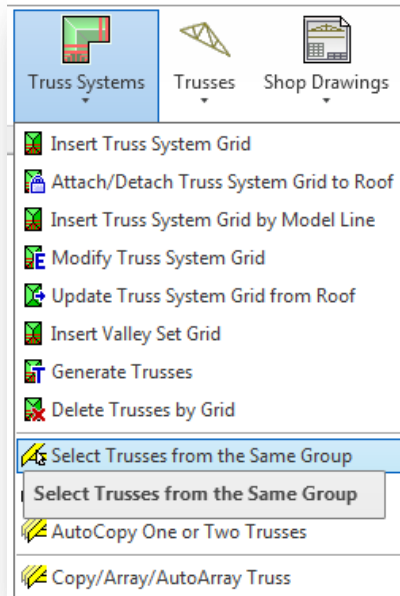 Truss Systems
Trusses
Shop Drawings
Insert Truss System Grid
Attach/Detach Truss System Grid to Roof
Insert Truss System Grid by Model Line
Modify Truss System Grid
Update Truss System Grid from Roof
Insert Valley Set Grid
Generate Trusses
Delete Trusses by Grid
Select Trusses from the Same Group
Select Trusses from the Same Group
AutoCopy One or Two Trusses
Copy/Array/AutoArray Truss